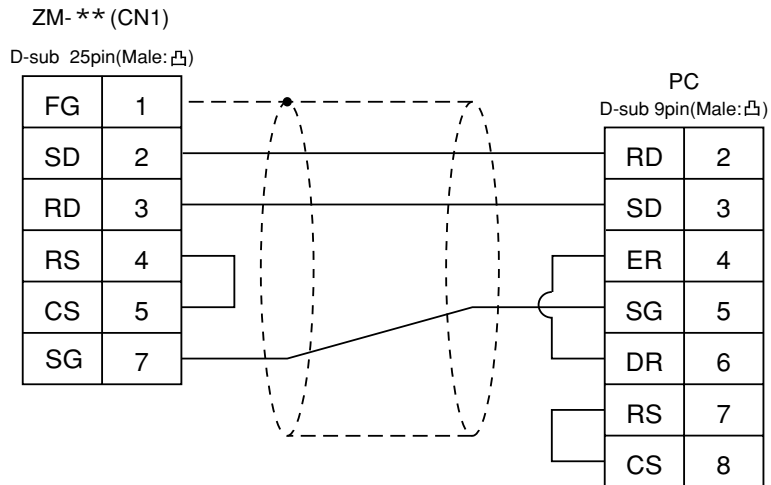 ZM-** (CN1)
D-sub 25pin(Male:凸)
FG 1
SD 2
RD 3
RS 4
CS 5
SG 7
PC
D-sub 9pin(Male:凸)
RD 2
SD 3
ER 4
SG 5
DR 6
RS 7
CS 8